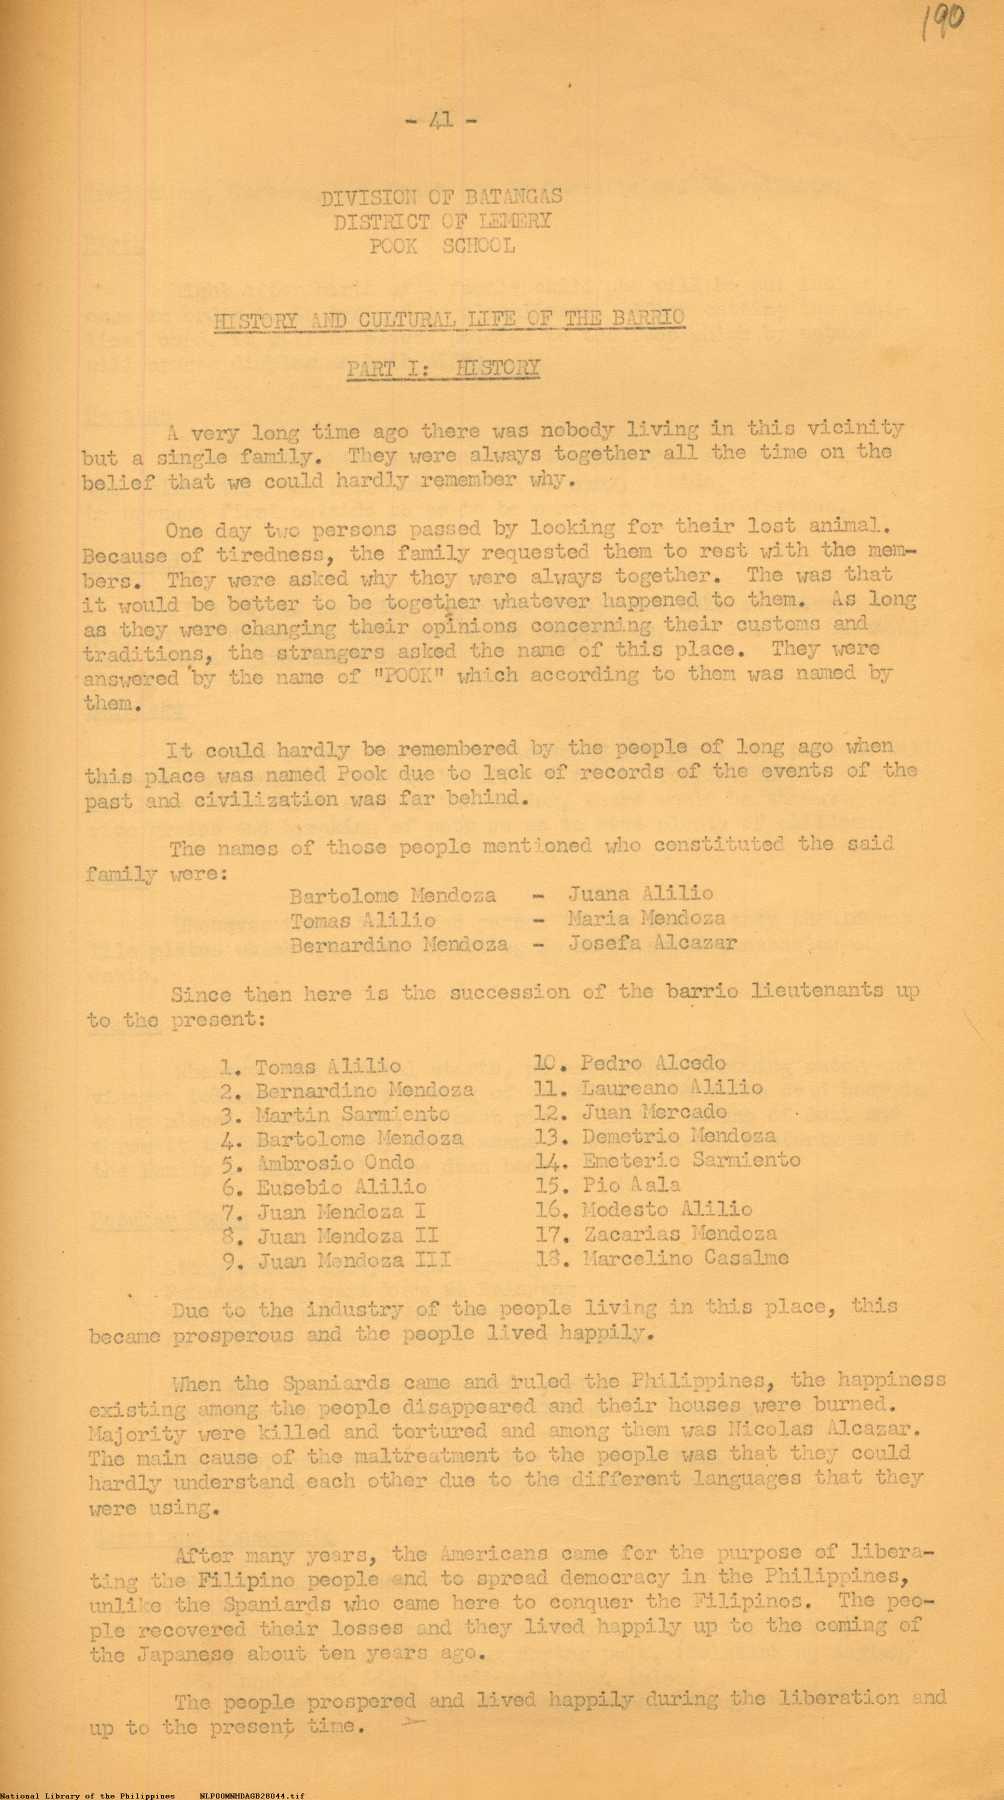 190
- 41 -
DIVISION OF BATANGAS
DISTRICT OF LEMERY
POOK SCHOOL
HISTORY AND CULTURAL LIFE OF THE BARRIO
PART I: HISTORY
A very long time ago there was nobody living in this vicinity
but a single family. They were always together all the time on the
belief that we could hardly remember why.
One day two persons passed by looking for their lost animal.
Because of tiredness, the family requested them to rest with the mem-
bers. They were asked why they were always together. The was that
it would be better to be together whatever happened to them. As long
as they were changing their opinions concerning their customs and
traditions, the strangers asked the name of this place. They were
answered by the name of "POOK" which according to them was named by
them.
It could hardly be remembered by the people of long ago when
this place was named Pook due to lack of records of the events of the
past and civilization was far behind.
The names of those people mentioned who constituted the said
family were:
Bartolome Mendoza - Juana Alilio
Tomas Alilio - Maria Mendoza
Bernardino Mendoza - Josefa Alcazar
Since then here is the succession of the barrio lieutenants up
to the present:
1. Tomas Alilio
2. Bernardino Mendoza
3. Martin Sarmiento
4. Bartolome Mendoza
5. Ambrosio Ondo
6. Eusebio Alilio
7. Juan Mendoza I
8. Juan Mendoza II
9. Juan Mendoza III
10. Pedro Alcedo
11. Laureano Alilio
12. Juan Mercado
13. Demetrio Mendoza
14. Emeterio Sarmiento
15. Pio Aala
16. Modesto Alilio
17. Zacarias Mendoza
18. Marcelino Casalme
Due to the industry of the people living in this place, this
became prosperous and the people lived happily.
When the Spaniards came and ruled the Philippines, the happiness
existing among the people disappeared and their houses were burned.
Majority were killed and tortured and among them was Nicolas Alcazar.
The main cause of the maltreatment to the people was that they could
hardly understand each other due to the different languages that they
were using.
After many years, the Americans came for the purpose of libera-
ting the Filipino people and to spread democracy in the Philippines,
unlike the Spaniards who came here to conquer the Filipinos. The peo-
ple recovered their losses and they lived happily up to the coming of
the Japanese about ten years ago.
The people prospered and lived happily during the liberation and
up to the present time.
National Library of the Philippines NLP00MNHDAGB28044.tif